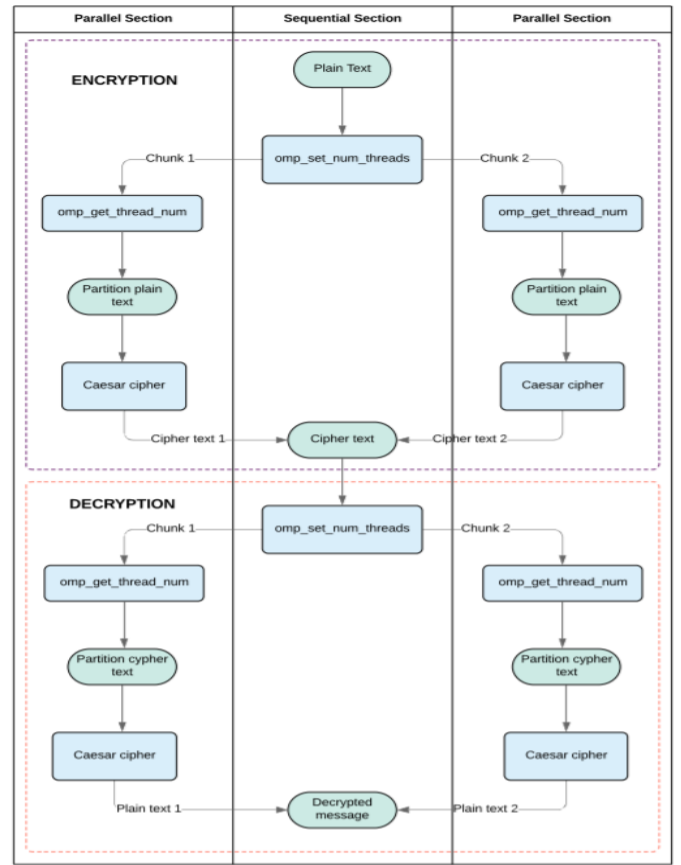 Parallel Section
Sequential Section
Parallel Section
ENCRYPTION
Plain Text
Chunk 1
omp_set_num_threads
Chunk 2
omp_get_thread_num
omp_get_thread_num
Partition plain
text
Partition plain
text
Caesar cipher
Caesar cipher
Cipher text 1
Cipher text
Cipher text 2
DECRYPTION
Chunk 1
omp_set_num_threads
Chunk 2
omp_get_thread_num
omp_get_thread_num
Partition cypher
text
Partition cypher
text
Caesar cipher
Caesar cipher
Plain text 1
Decrypted
message
Plain text 2